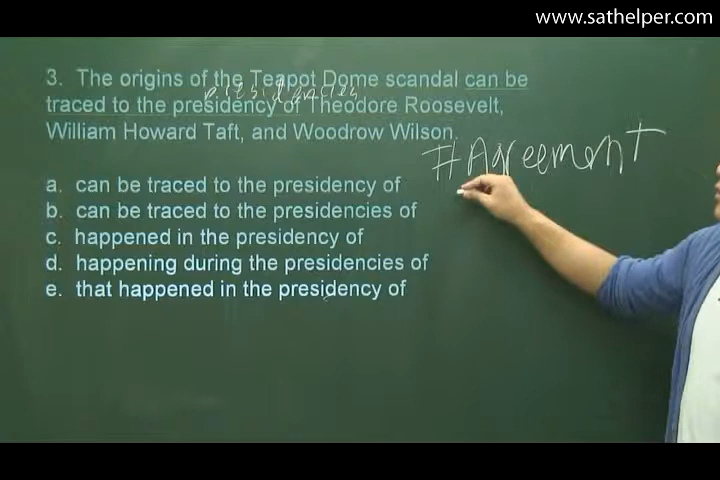 www.sathelper.com
3. The origins of the Teapot Dome scandal can be
presidencies
traced to the presidency of Theodore Roosevelt,
William Howard Taft, and Woodrow Wilson.
# Agreement
a. can be traced to the presidency of
b. can be traced to the presidencies of
c. happened in the presidency of
d. happening during the presidencies of
e. that happened in the presidency of